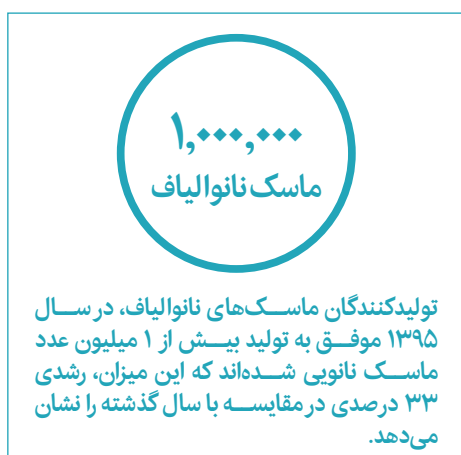 ۱,۰۰۰,۰۰۰
ماسک نانوالیاف
تولیدکنندگان ماسک‌های نانوالیاف، در سال
۱۳۹۵ موفق به تولید بیش از ۱ میلیون عدد
ماسک نانویی شده‌اند که این میزان، رشدی
۳۳ درصدی در مقایسه با سال گذشته را نشان
می‌دهد.